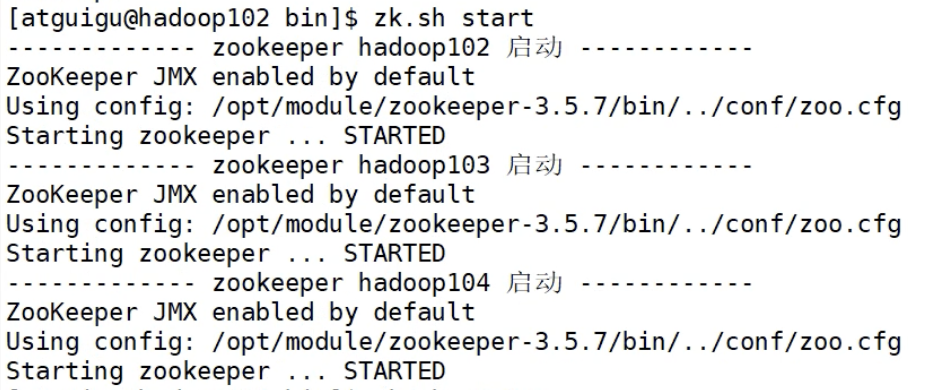 [atguigu@hadoop102 bin]$ zk.sh start
------------- zookeeper hadoop102 启动 ------------
ZooKeeper JMX enabled by default
Using config: /opt/module/zookeeper-3.5.7/bin/../conf/zoo.cfg
Starting zookeeper ... STARTED
------------- zookeeper hadoop103 启动 ------------
ZooKeeper JMX enabled by default
Using config: /opt/module/zookeeper-3.5.7/bin/../conf/zoo.cfg
Starting zookeeper ... STARTED
------------- zookeeper hadoop104 启动 ------------
ZooKeeper JMX enabled by default
Using config: /opt/module/zookeeper-3.5.7/bin/../conf/zoo.cfg
Starting zookeeper ... STARTED